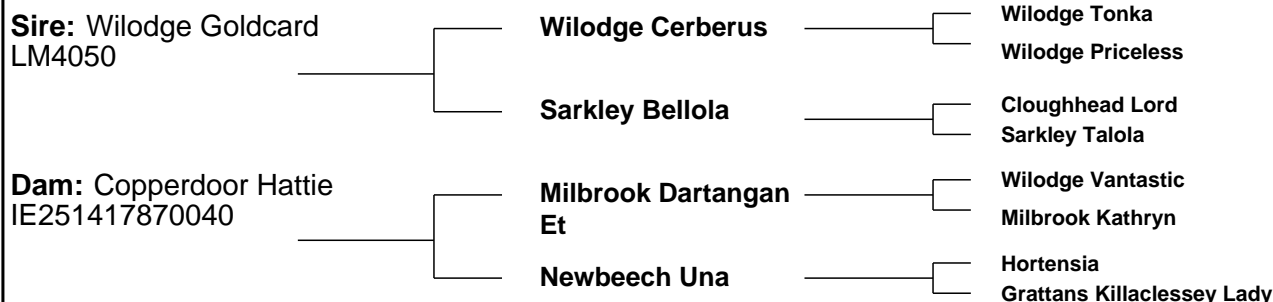 Sire: Wilodge Goldcard
LM4050
Wilodge Cerberus
Wilodge Tonka
Wilodge Priceless
Sarkley Bellola
Cloughhead Lord
Sarkley Talola
Dam: Copperdoor Hattie
IE251417870040
Milbrook Dartangan
Et
Wilodge Vantastic
Milbrook Kathryn
Newbeech Una
Hortensia
Grattans Killaclessey Lady